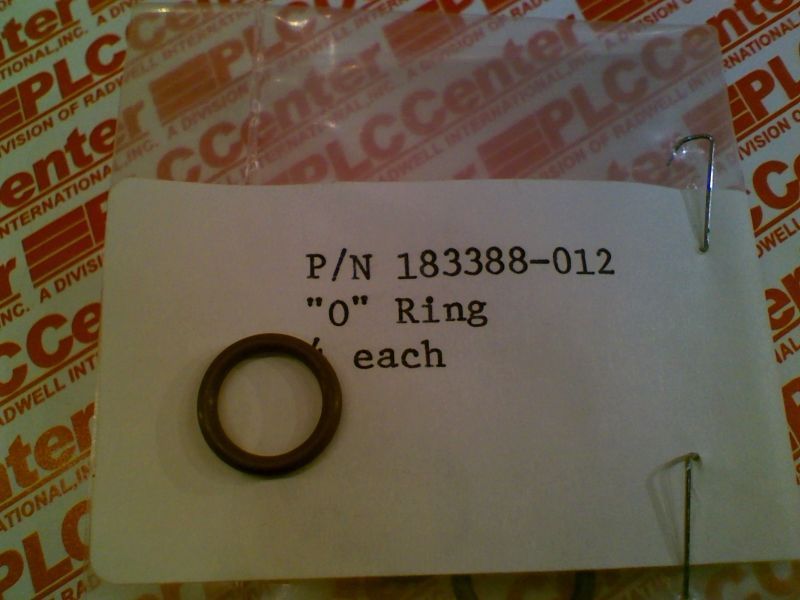 PLCCenter
A DIVISION OF RADWELL INTERNATIONAL, INC.
P/N 183388-012
"O" Ring
each